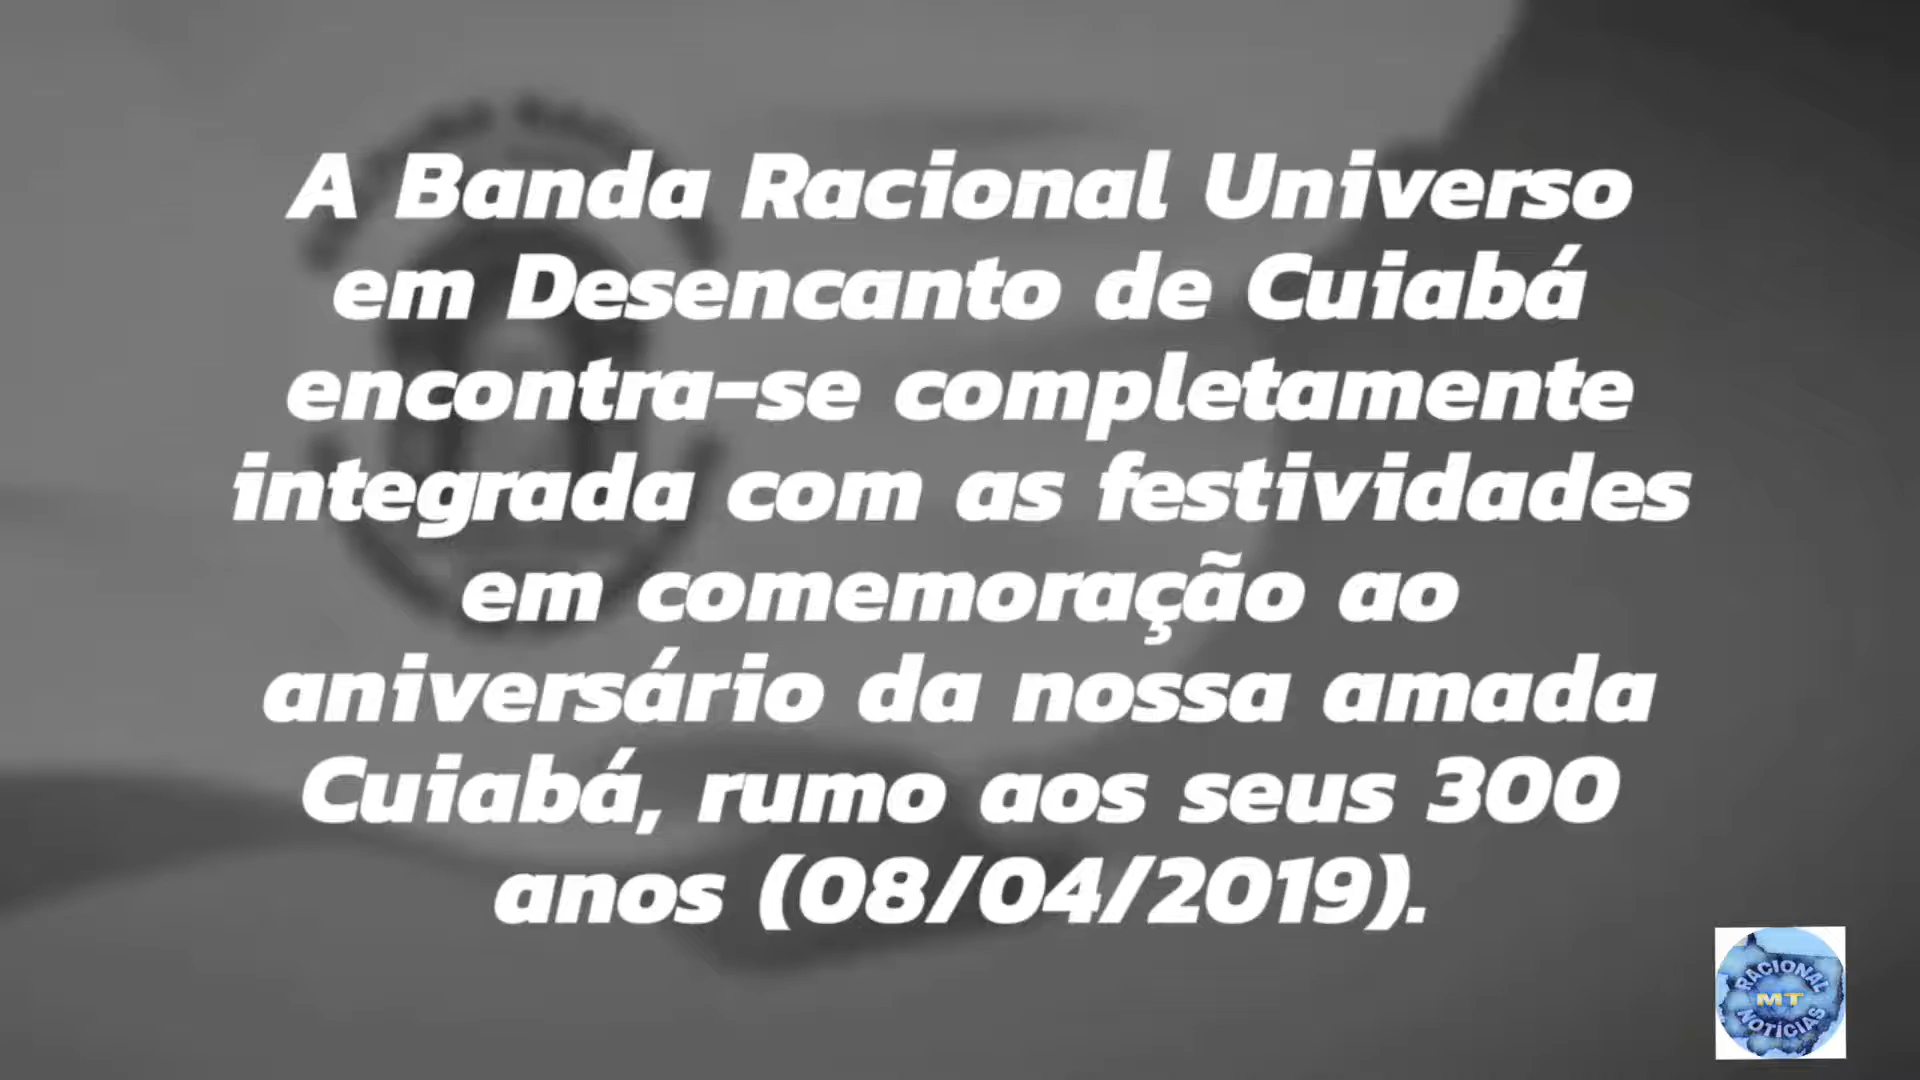 A Banda Racional Universo
em Desencanto de Cuiabá
encontra-se completamente
integrada com as festividades
em comemoração ao
aniversário da nossa amada
Cuiabá, rumo aos seus 300
anos (08/04/2019).
RACIONAL
MT
NOTÍCIAS